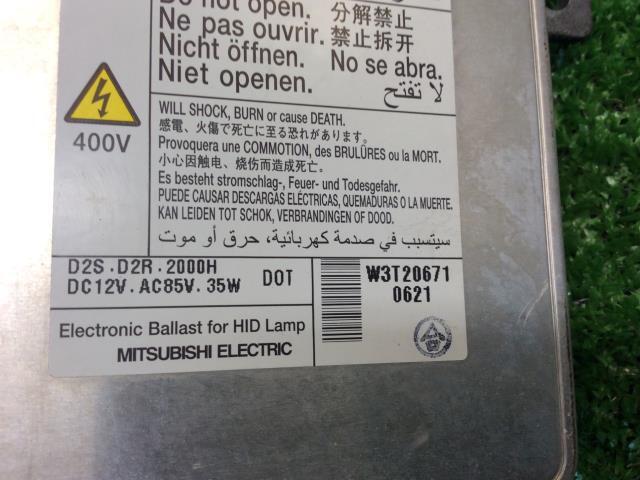 Do not open. 分解禁止
Ne pas ouvrir. 禁止拆开
Nicht öffnen. No se abra.
Niet openen. لا تفتح
400V
WILL SHOCK, BURN or cause DEATH.
感電、火傷で死亡に至る恐れがあります。
Provoquera une COMMOTION, des BRULÛRES ou la MORT.
小心因触电、烧伤而造成死亡。
Es besteht stromschlag-, Feuer- und Todesgefahr.
PUEDE CAUSAR DESCARGAS ELÉCTRICAS, QUEMADURAS O LA MUERTE.
KAN LEIDEN TOT SCHOK, VERBRANDINGEN OF DOOD.
سيتسبب في صدمة كهربائية، حرق أو موت
D2S.D2R.2000H
DC12V.AC85V.35W DOT
W3T20671
0621
Electronic Ballast for HID Lamp
MITSUBISHI ELECTRIC